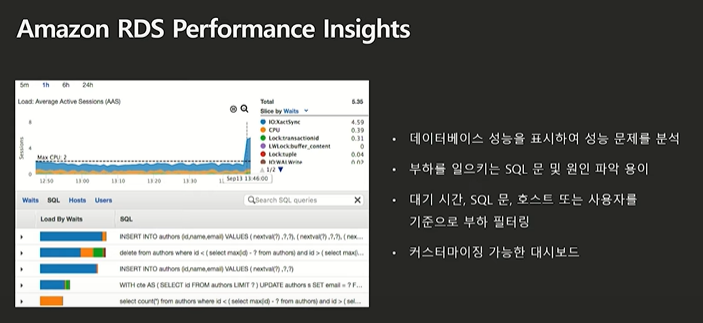 Amazon RDS Performance Insights
5m 1h 6h 24h
Load: Average Active Sessions (AAS)
Total 5.35
Slice by Waits
IO:XactSync 4.59
CPU 0.39
Lock:transactionid 0.31
LWLock:buffer_content 0
Lock:tuple 0.04
IO:WALWrite 0.02
1/2
8
4
0
Sessions
Max CPU: 2
12:50 13:00 13:10 13:20 13:30
Sep13 13:46:00
Waits SQL Hosts Users
Search SQL queries
Load By Waits SQL
INSERT INTO authors (id,name,email) VALUES ( nextval(?) ,?,?), ( nextval(?) ,?,?), ( nex...
delete from authors where id < ( select max(id) - ? from authors) and id > ( select max(...
INSERT INTO authors (id,name,email) VALUES ( nextval(?) ,?,?)
WITH cte AS ( SELECT id FROM authors LIMIT ? ) UPDATE authors s SET email = ? F...
select count(*) from authors where id < ( select max(id) - ? from authors) and id > ( sel...
• 데이터베이스 성능을 표시하여 성능 문제를 분석
• 부하를 일으키는 SQL 문 및 원인 파악 용이
• 대기 시간, SQL 문, 호스트 또는 사용자를
기준으로 부하 필터링
• 커스터마이징 가능한 대시보드